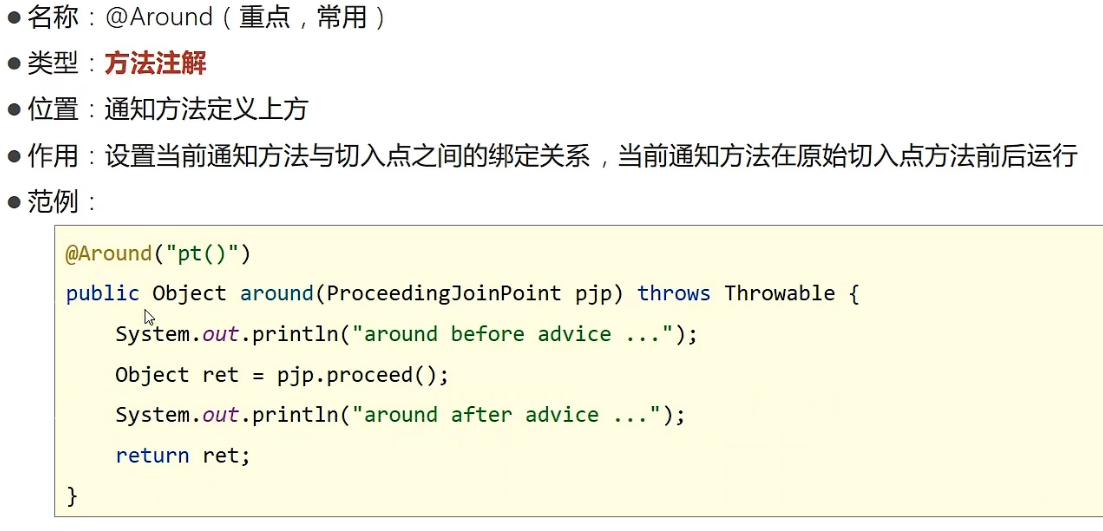 ● 名称：@Around（重点，常用）
● 类型：方法注解
● 位置：通知方法定义上方
● 作用：设置当前通知方法与切入点之间的绑定关系，当前通知方法在原始切入点方法前后运行
● 范例：
@Around("pt()")
public Object around(ProceedingJoinPoint pjp) throws Throwable {
    System.out.println("around before advice ...");
    Object ret = pjp.proceed();
    System.out.println("around after advice ...");
    return ret;
}